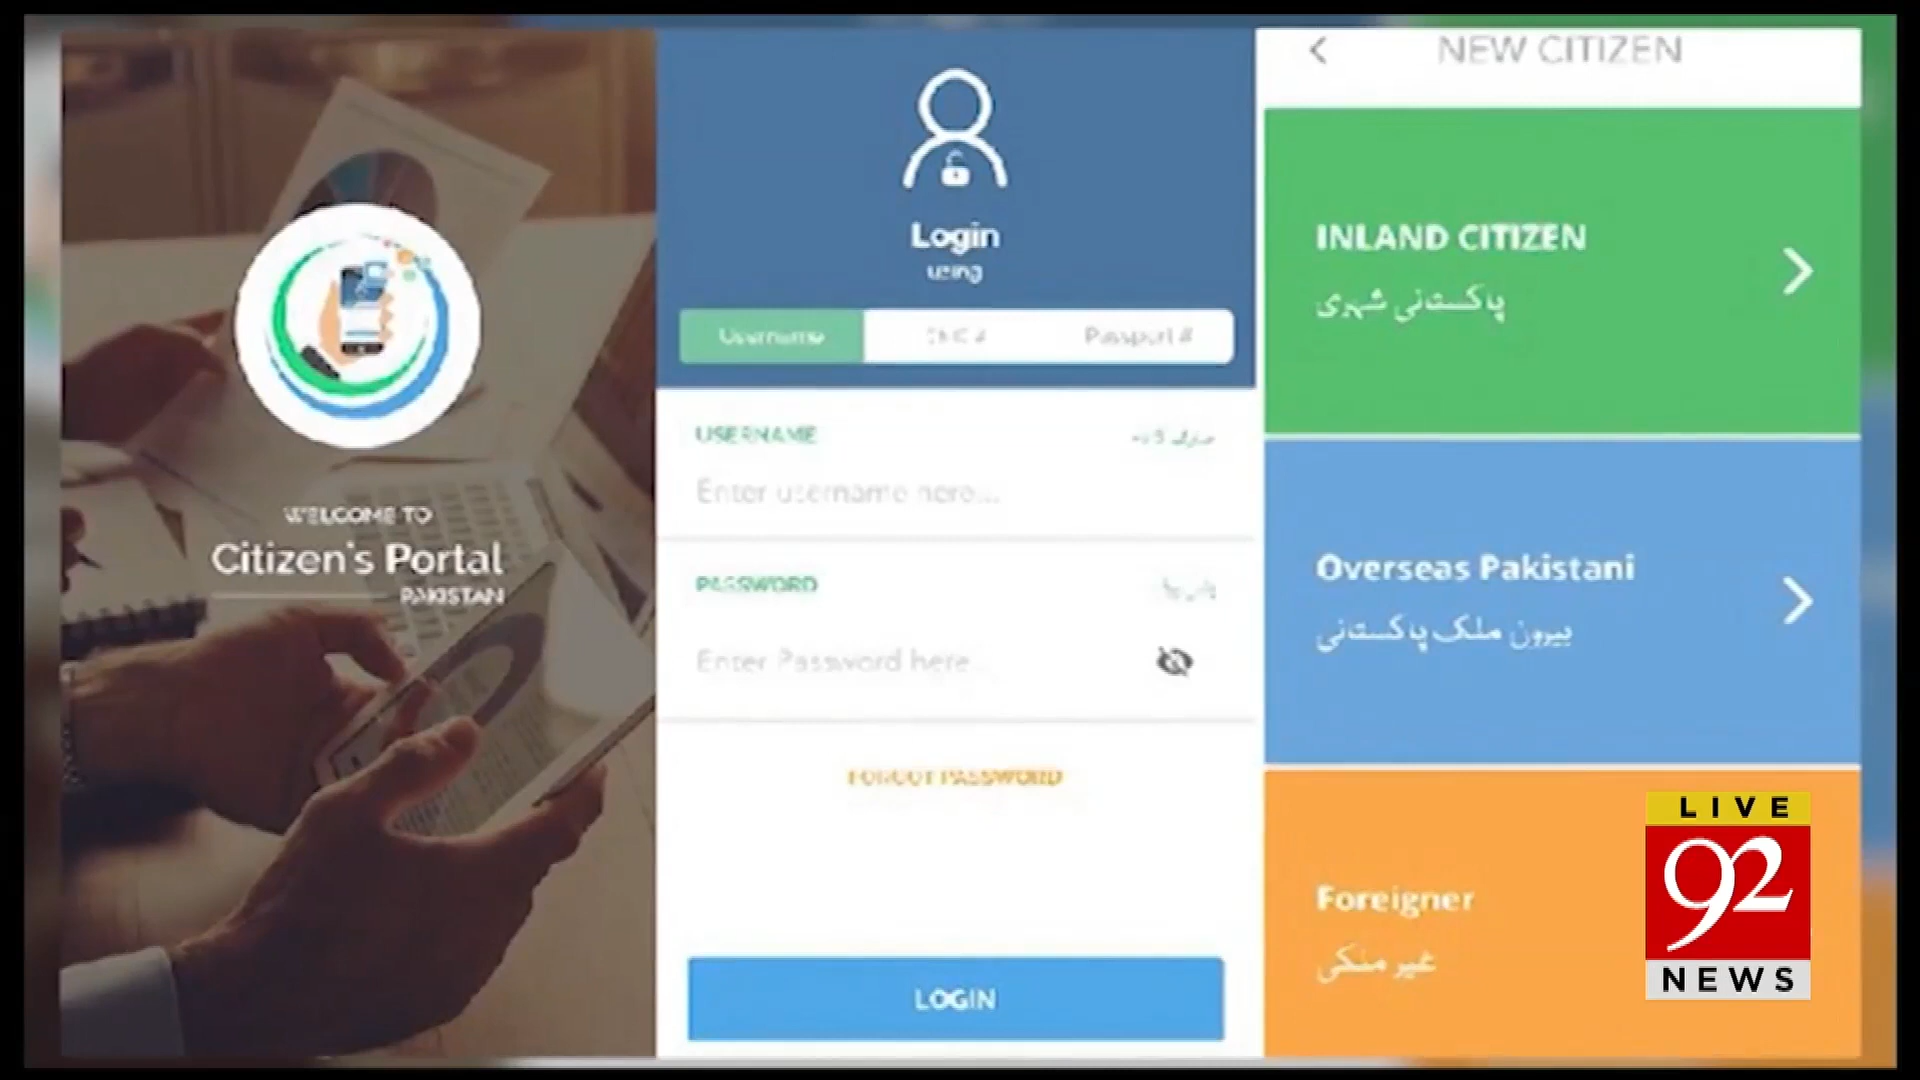 WELCOME TO
Citizen's Portal
PAKISTAN
Login
using
Username
Passport #
USERNAME
Enter username here...
PASSWORD
Enter Password here...
FORGOT PASSWORD
LOGIN
NEW CITIZEN
INLAND CITIZEN
پاکستانی شہری
Overseas Pakistani
بیرون ملک پاکستانی
Foreigner
غیر ملکی
LIVE
92
NEWS